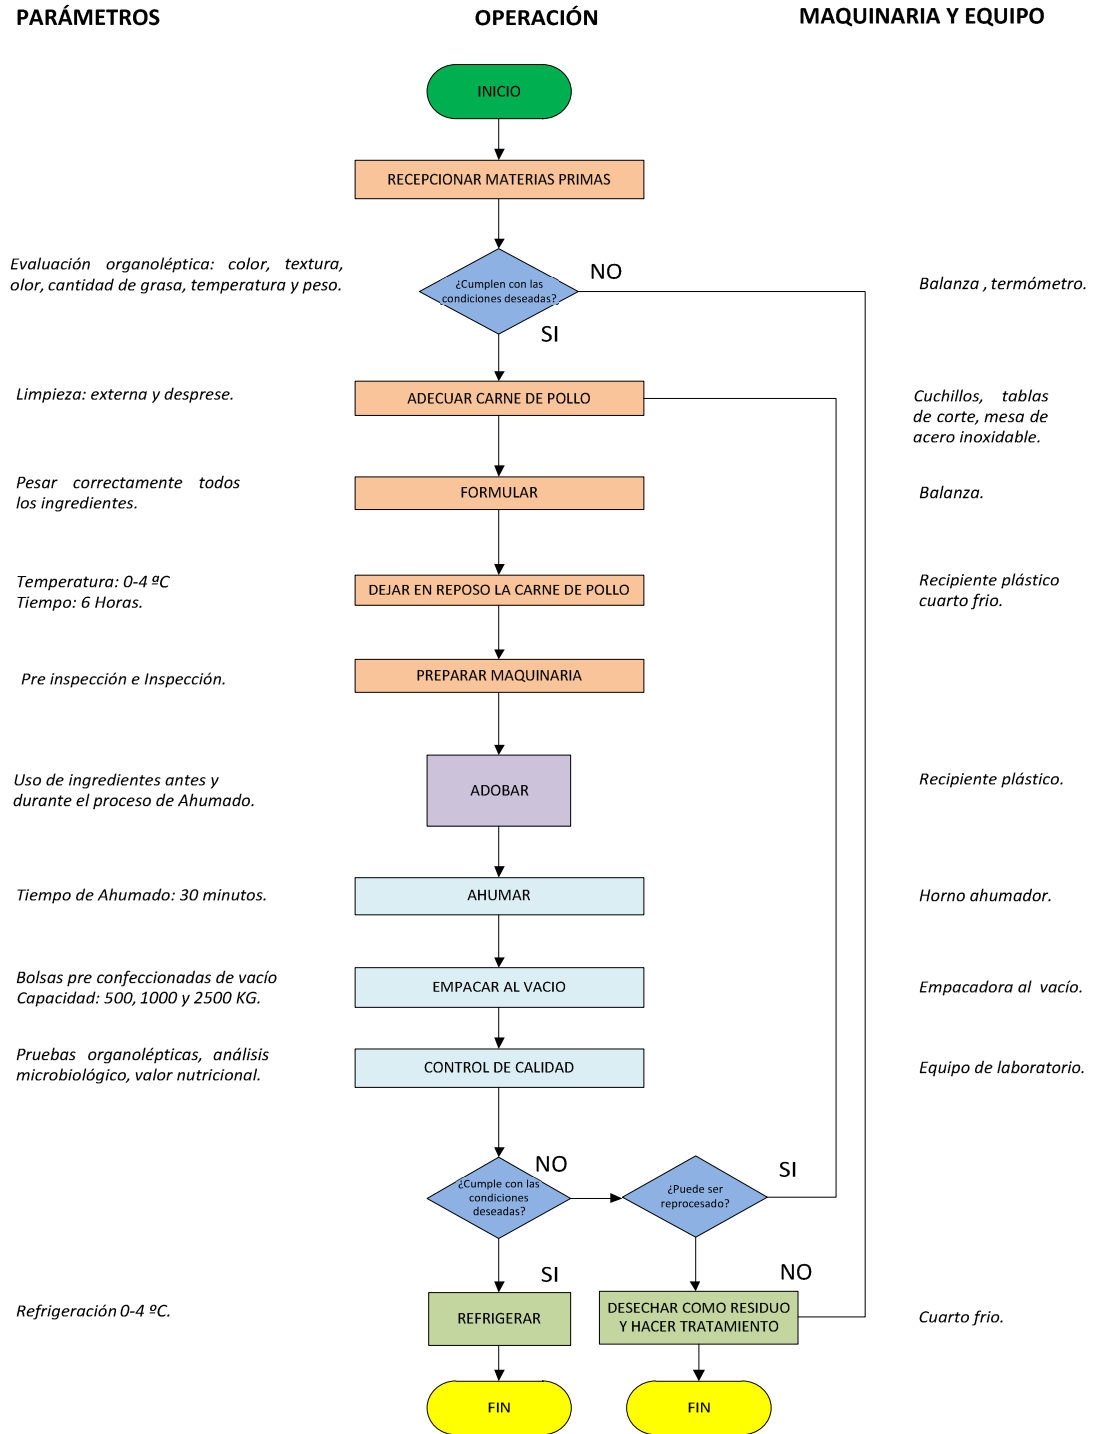 PARÁMETROS
OPERACIÓN
MAQUINARIA Y EQUIPO
INICIO
RECEPCIONAR MATERIAS PRIMAS
Evaluación organoléptica: color, textura,
olor, cantidad de grasa, temperatura y peso.
¿Cumplen con las
condiciones deseadas?
NO
SI
Balanza , termómetro.
Limpieza: externa y desprese.
ADECUAR CARNE DE POLLO
Cuchillos, tablas
de corte, mesa de
acero inoxidable.
Pesar correctamente todos
los ingredientes.
FORMULAR
Balanza.
Temperatura: 0-4 ªC
Tiempo: 6 Horas.
DEJAR EN REPOSO LA CARNE DE POLLO
Recipiente plástico
cuarto frio.
Pre inspección e Inspección.
PREPARAR MAQUINARIA
Uso de ingredientes antes y
durante el proceso de Ahumado.
ADOBAR
Recipiente plástico.
Tiempo de Ahumado: 30 minutos.
AHUMAR
Horno ahumador.
Bolsas pre confeccionadas de vacío
Capacidad: 500, 1000 y 2500 KG.
EMPACAR AL VACIO
Empacadora al vacío.
Pruebas organolépticas, análisis
microbiológico, valor nutricional.
CONTROL DE CALIDAD
Equipo de laboratorio.
¿Cumple con las
condiciones
deseadas?
NO
¿Puede ser
reprocesado?
SI
SI
NO
Refrigeración 0-4 ªC.
REFRIGERAR
DESECHAR COMO RESIDUO
Y HACER TRATAMIENTO
Cuarto frio.
FIN
FIN